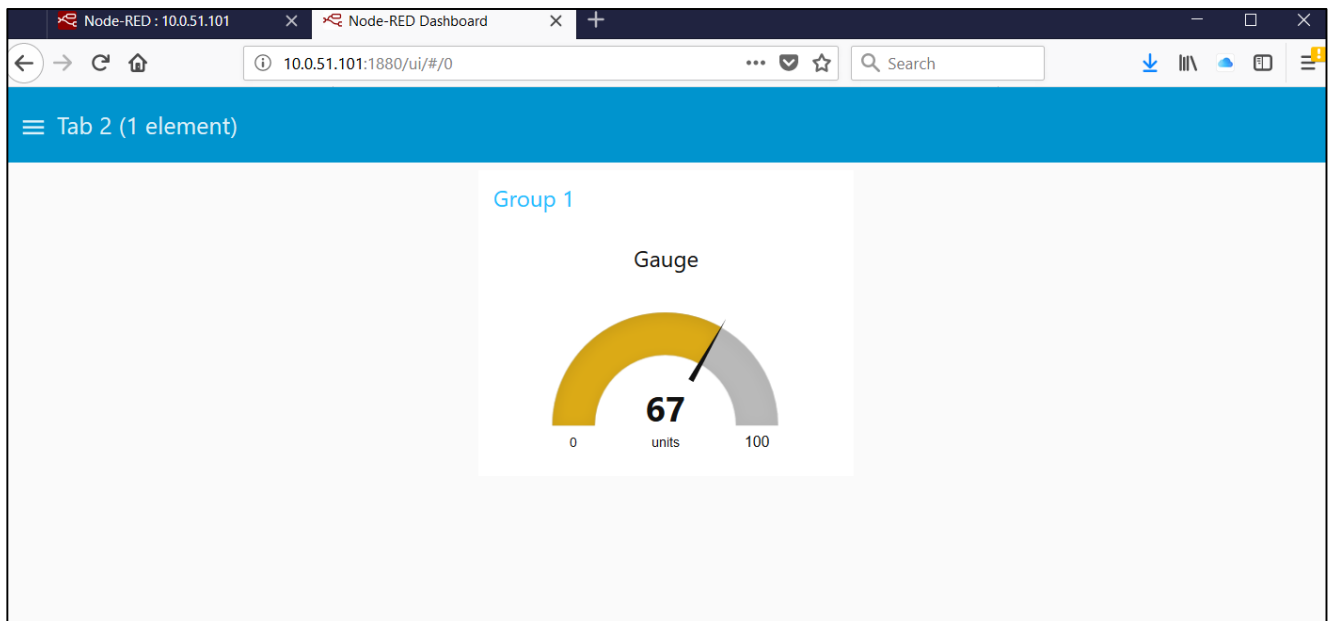 Node-RED : 10.0.51.101
Node-RED Dashboard
10.0.51.101:1880/ui/#/0
Search
Tab 2 (1 element)
Group 1
Gauge
67
0 units 100